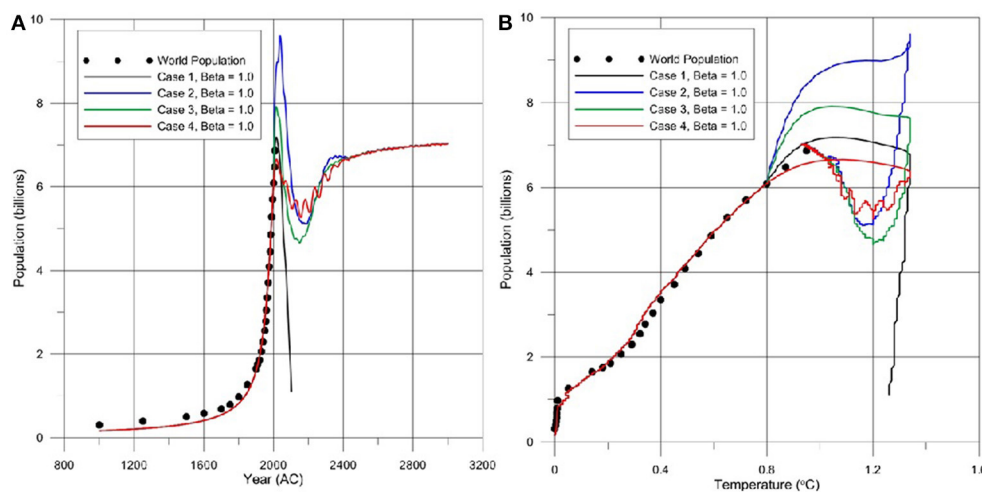 A
10
8
6
4
2
0
Population (billions)
World Population
Case 1, Beta = 1.0
Case 2, Beta = 1.0
Case 3, Beta = 1.0
Case 4, Beta = 1.0
800 1200 1600 2000 2400 2800 3200
Year (AC)
B
10
8
6
4
2
0
Population (billions)
World Population
Case 1, Beta = 1.0
Case 2, Beta = 1.0
Case 3, Beta = 1.0
Case 4, Beta = 1.0
0 0.4 0.8 1.2 1.6
Temperature (ºC)